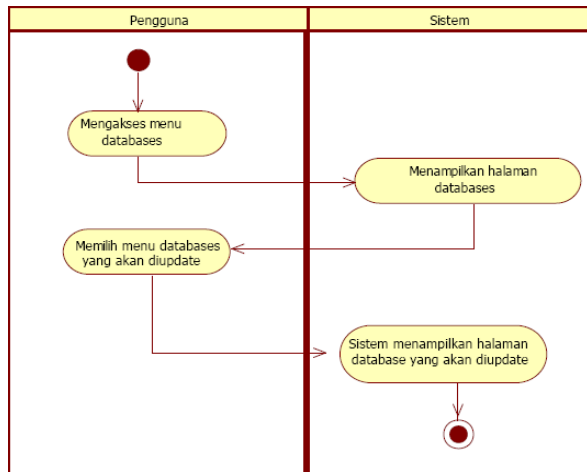 Pengguna
Sistem
Mengakses menu
databases
Menampilkan halaman
databases
Memilih menu databases
yang akan diupdate
Sistem menampilkan halaman
database yang akan diupdate